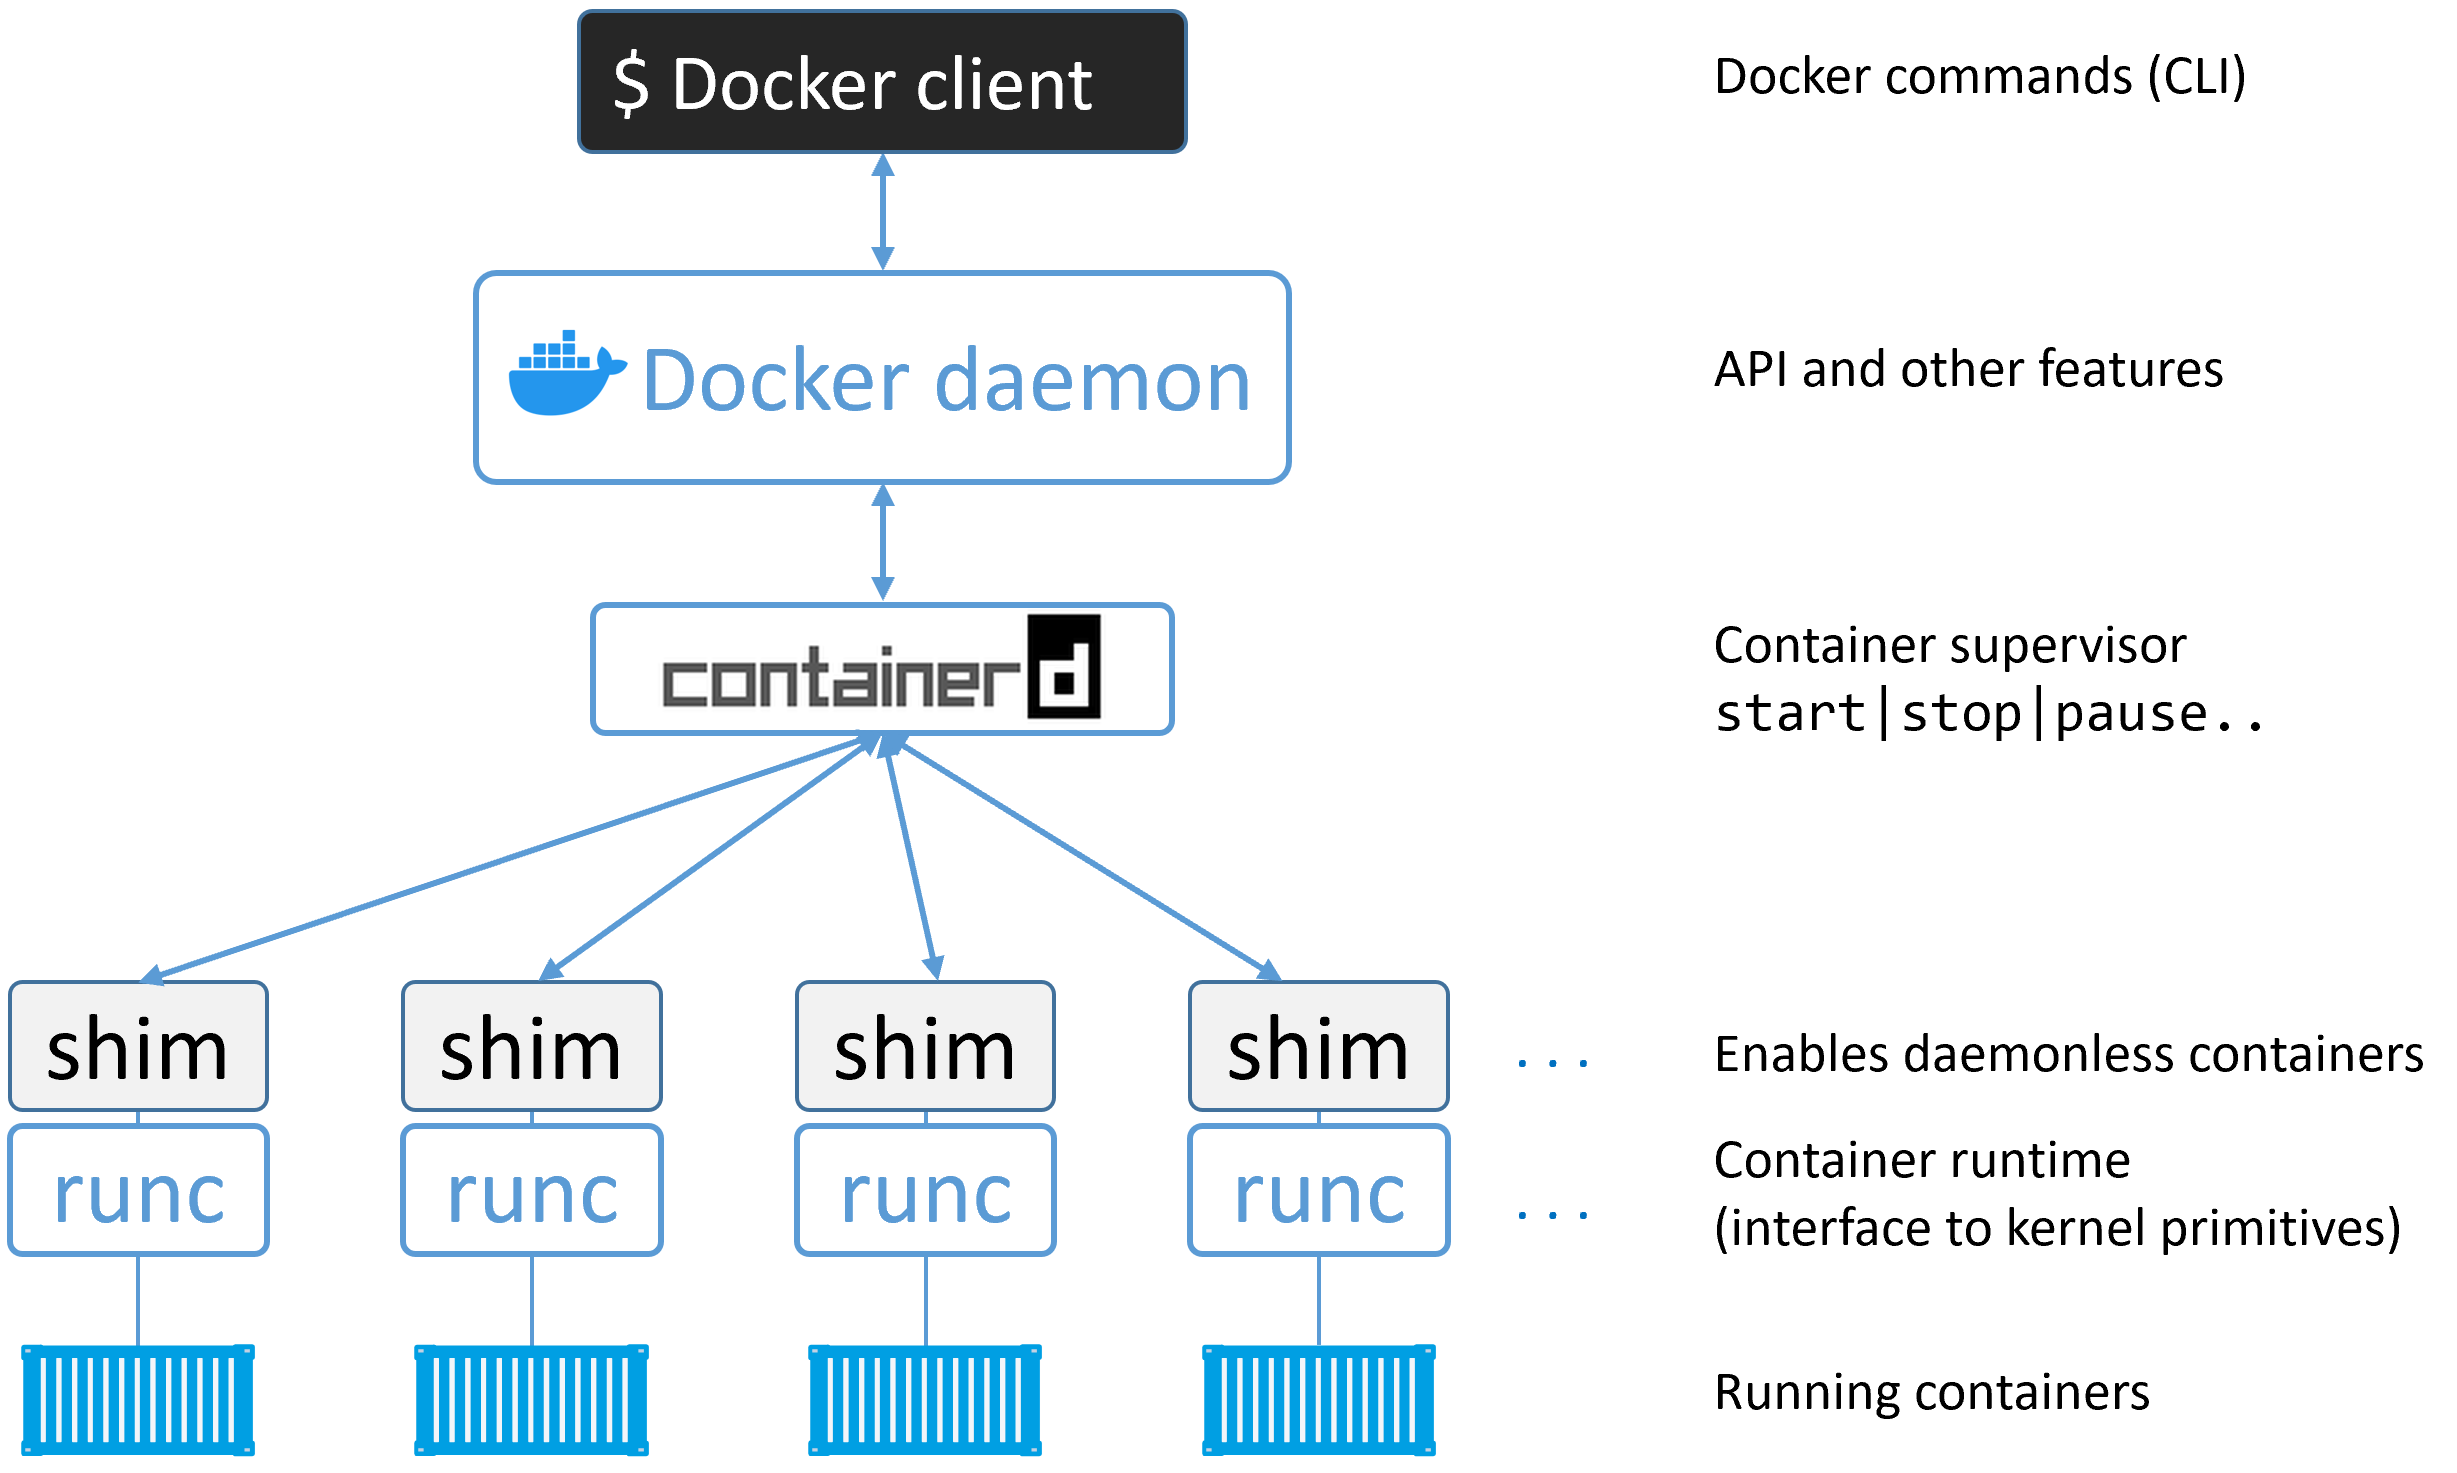 $ Docker client
Docker commands (CLI)
Docker daemon
API and other features
containerd
Container supervisor
start|stop|pause..
shim shim shim shim ...
Enables daemonless containers
runc runc runc runc ...
Container runtime
(interface to kernel primitives)
Running containers